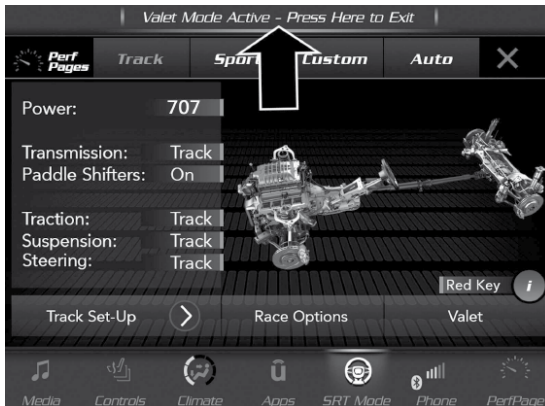 Valet Mode Active - Press Here to Exit
Perf Pages
Track
Sport
Custom
Auto
Power: 707
Transmission: Track
Paddle Shifters: On
Traction: Track
Suspension: Track
Steering: Track
Red Key
i
Track Set-Up
Race Options
Valet
Media
Controls
Climate
Apps
SRT Mode
Phone
PerfPage